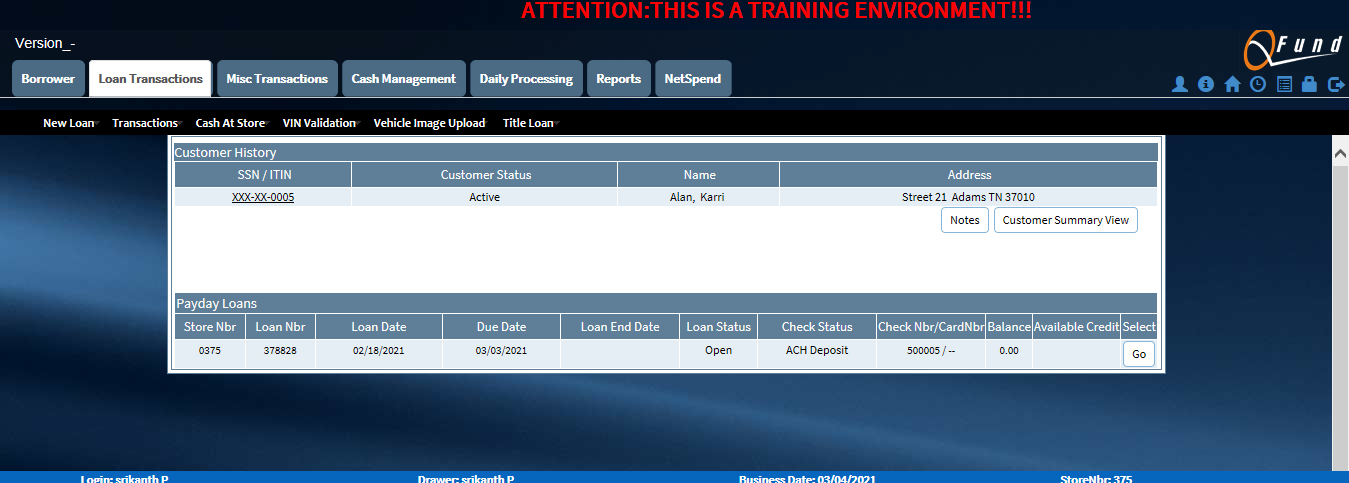 ATTENTION:THIS IS A TRAINING ENVIRONMENT!!!
Version_-
QFund
Borrower Loan Transactions Misc Transactions Cash Management Daily Processing Reports NetSpend
New Loan Transactions Cash At Store VIN Validation Vehicle Image Upload Title Loan
Customer History
SSN / ITIN Customer Status Name Address
XXX-XX-0005 Active Alan, Karri Street 21 Adams TN 37010
Notes Customer Summary View
Payday Loans
Store Nbr Loan Nbr Loan Date Due Date Loan End Date Loan Status Check Status Check Nbr/CardNbr Balance Available Credit Select
0375 378828 02/18/2021 03/03/2021 Open ACH Deposit 500005 / -- 0.00 Go
Login: srikanth P Drawer: srikanth P Business Date: 03/04/2021 StoreNbr: 375